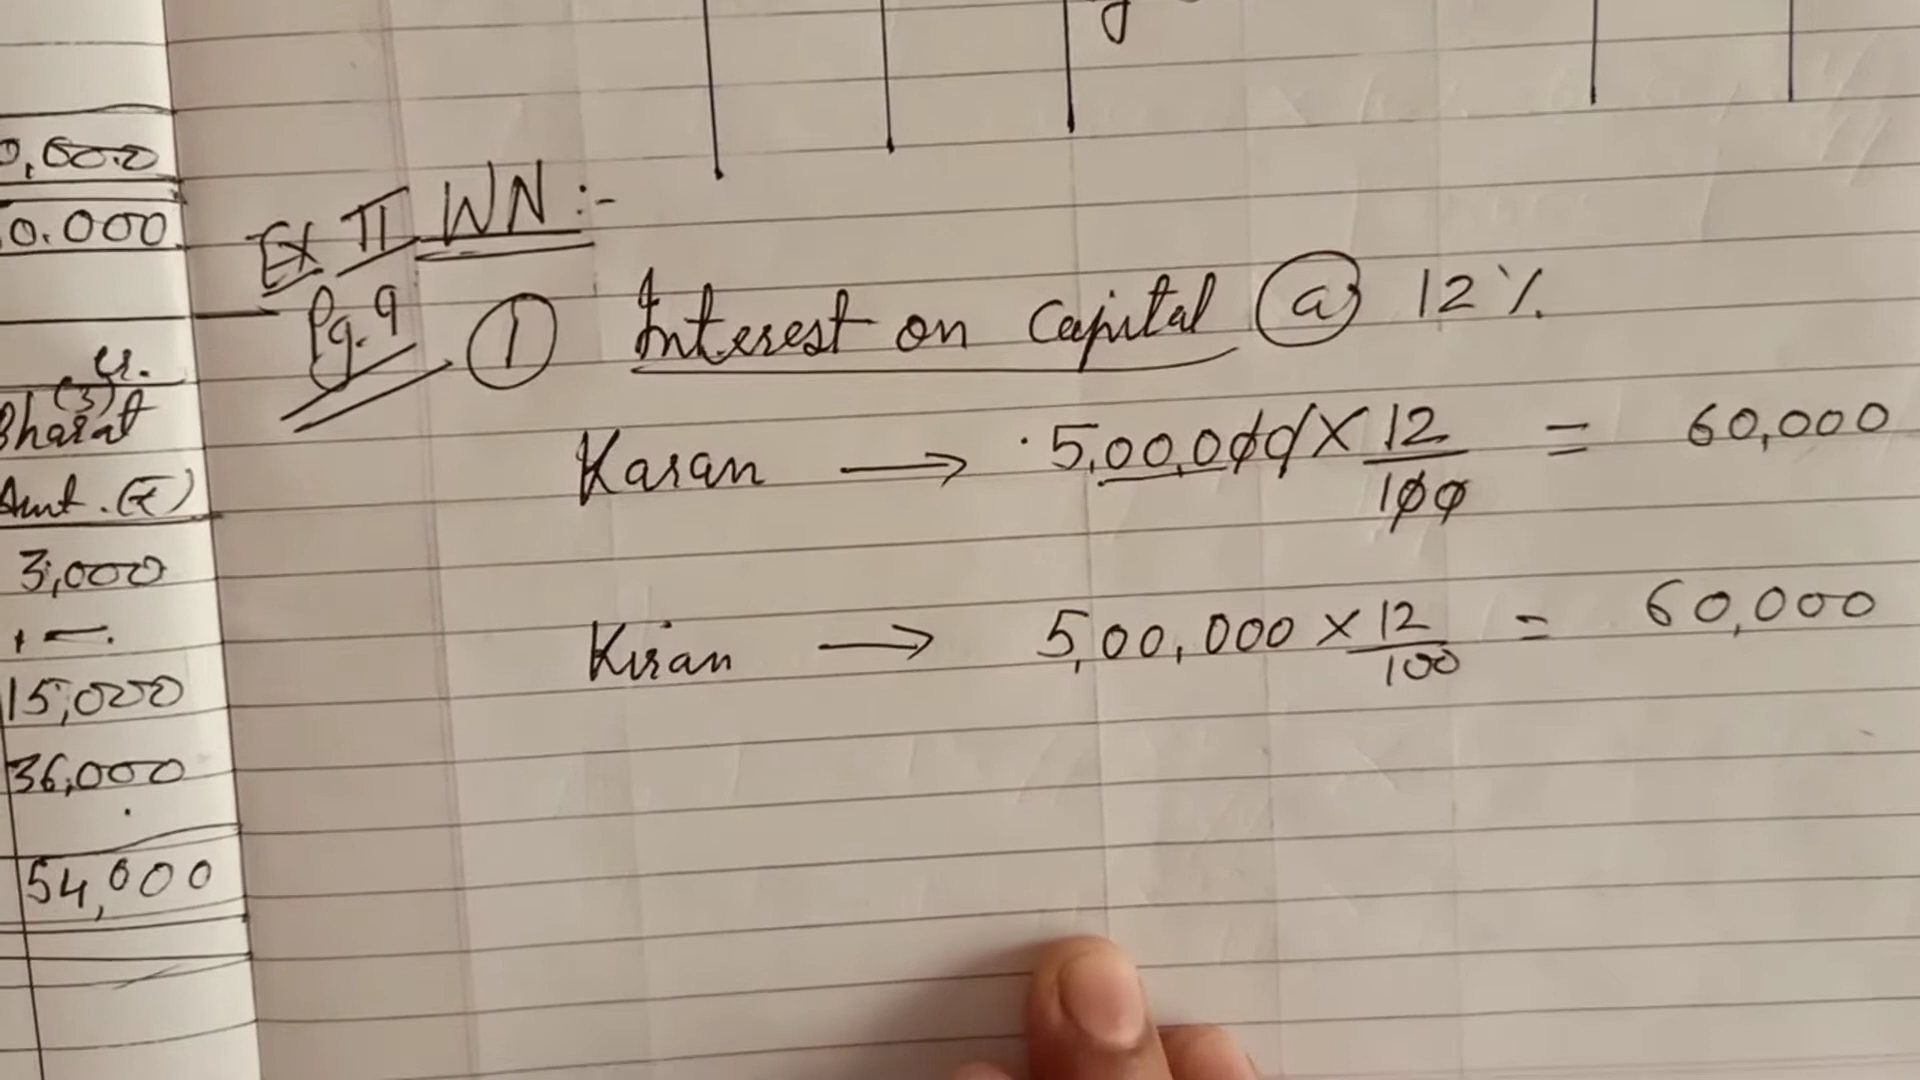 0.000
Cr.
(3)
Bharat
Amt. (₹)
3,000
15,000
36,000
54,000
Ex II WN :-
Pg. 9
① Interest on Capital @ 12%
Karan → 5,00,000 × 12/100 = 60,000
Kiran → 5,00,000 × 12/100 = 60,000